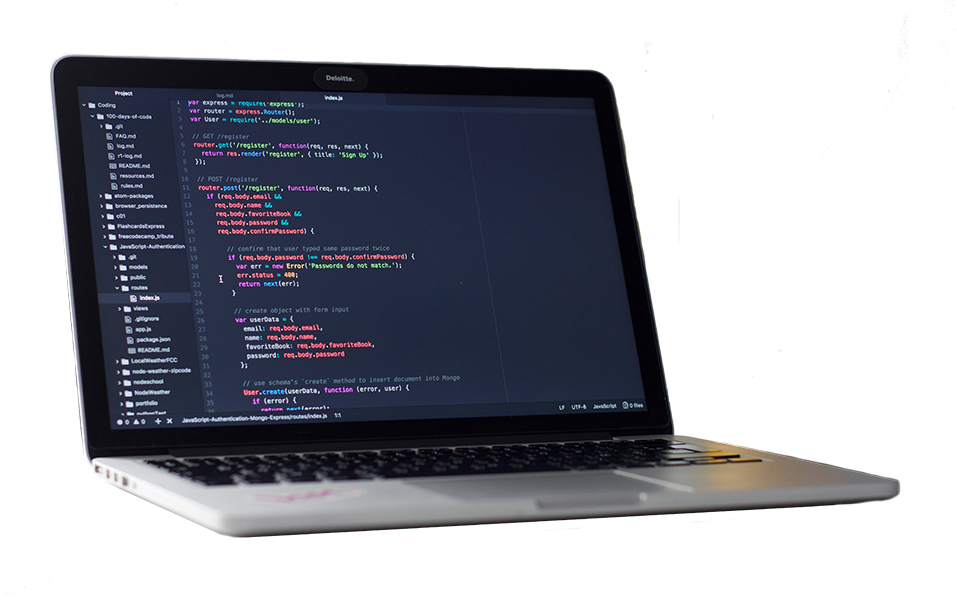 Deloitte.
Project
Coding
100-days-of-code
.git
FAQ.md
log.md
r1-log.md
README.md
resources.md
rules.md
atom-packages
browser_persistence
c01
FlashcardsExpress
freecodecamp_tribute
JavaScript-Authentication
.git
models
public
routes
index.js
views
.gitignore
app.js
package.json
README.md
LocalWeatherFCC
node-weather-zipcode
nodeschool
NodeWeather
portfolio
pythonTest
log.md
index.js
1 var express = require('express');
2 var router = express.Router();
3 var User = require('../models/user');
4
5 // GET /register
6 router.get('/register', function(req, res, next) {
7 return res.render('register', { title: 'Sign Up' });
8 });
9
10 // POST /register
11 router.post('/register', function(req, res, next) {
12 if (req.body.email &&
13 req.body.name &&
14 req.body.favoriteBook &&
15 req.body.password &&
16 req.body.confirmPassword) {
17
18 // confirm that user typed same password twice
19 if (req.body.password !== req.body.confirmPassword) {
20 var err = new Error('Passwords do not match.');
21 err.status = 400;
22 return next(err);
23 }
24
25 // create object with form input
26 var userData = {
27 email: req.body.email,
28 name: req.body.name,
29 favoriteBook: req.body.favoriteBook,
30 password: req.body.password
31 };
32
33 // use schema's `create` method to insert document into Mongo
34 User.create(userData, function (error, user) {
35 if (error) {
return next(error);
0 0 + × JavaScript-Authentication-Mongo-Express/routes/index.js 1:1
LF UTF-8 JavaScript 0 files